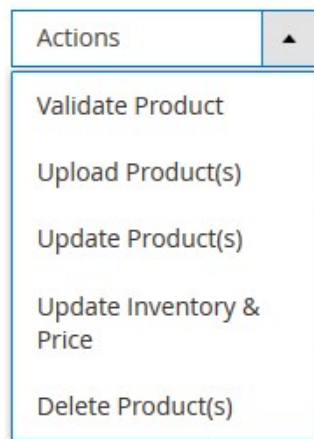 Actions
Validate Product
Upload Product(s)
Update Product(s)
Update Inventory &
Price
Delete Product(s)